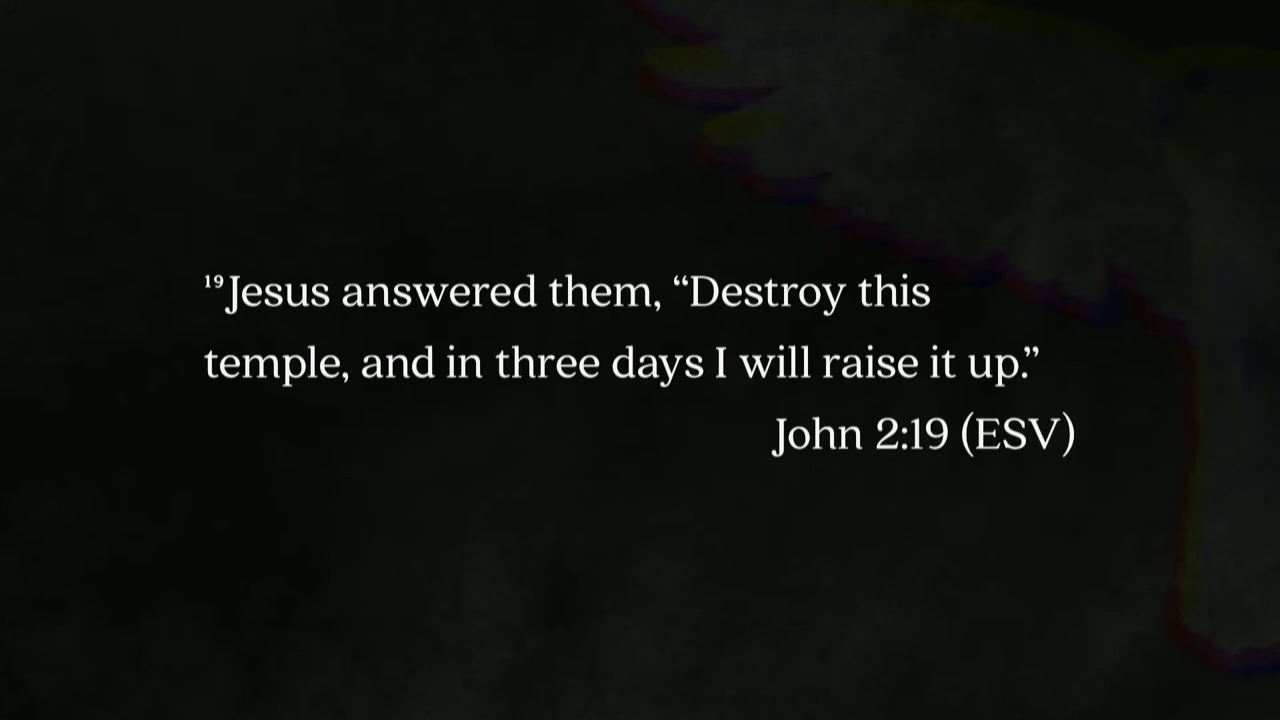 ¹⁹Jesus answered them, “Destroy this
temple, and in three days I will raise it up.”
John 2:19 (ESV)